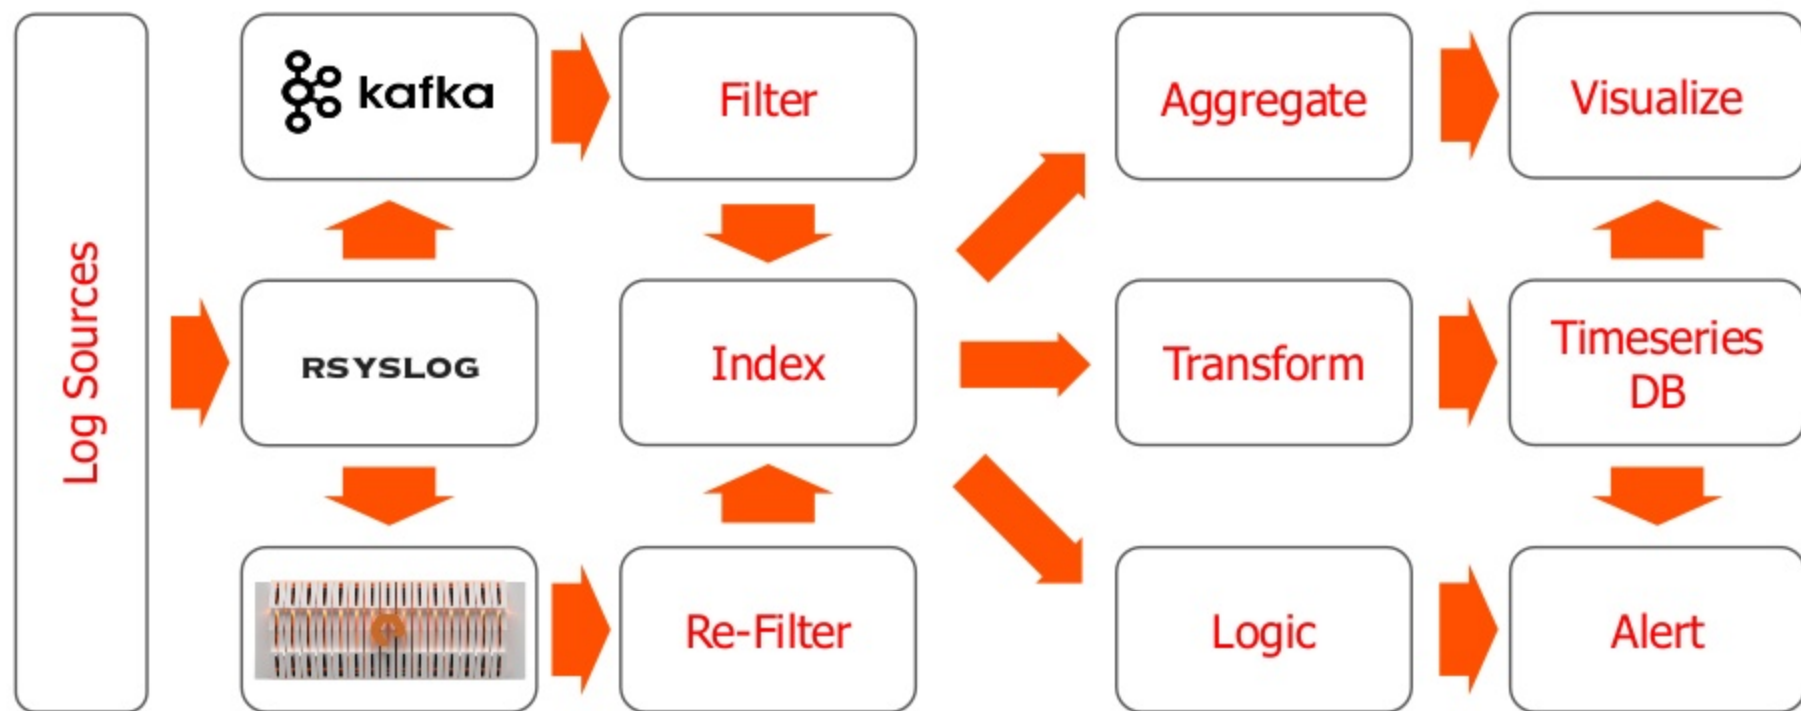 Log Sources
kafka
Filter
Aggregate
Visualize
RSYSLOG
Index
Transform
Timeseries
DB
Re-Filter
Logic
Alert